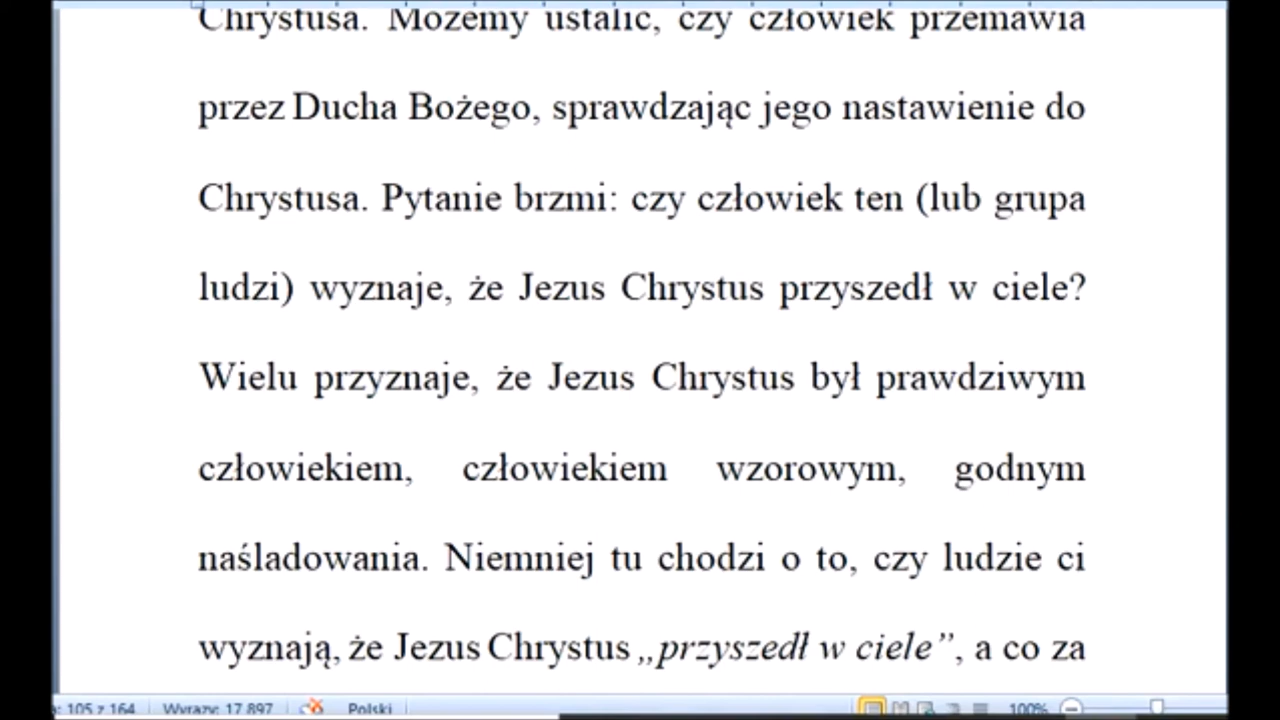 Chrystusa. Możemy ustalić, czy człowiek przemawia
przez Ducha Bożego, sprawdzając jego nastawienie do
Chrystusa. Pytanie brzmi: czy człowiek ten (lub grupa
ludzi) wyznaje, że Jezus Chrystus przyszedł w ciele?
Wielu przyznaje, że Jezus Chrystus był prawdziwym
człowiekiem, człowiekiem wzorowym, godnym
naśladowania. Niemniej tu chodzi o to, czy ludzie ci
wyznają, że Jezus Chrystus „przyszedł w ciele”, a co za
: 105 z 164 Wyrazy: 17 897 Polski 100%